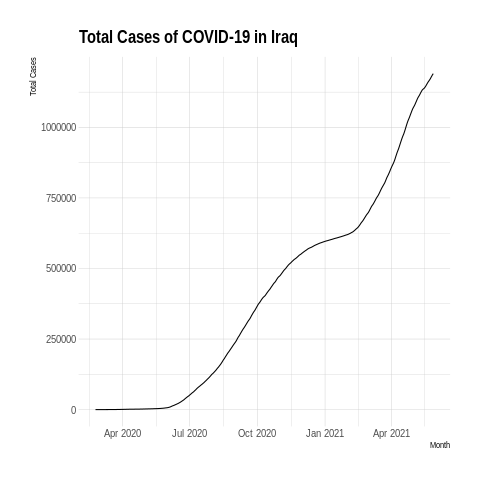 Total Cases of COVID-19 in Iraq
Total Cases
1000000
750000
500000
250000
0
Apr 2020 Jul 2020 Oct 2020 Jan 2021 Apr 2021
Month